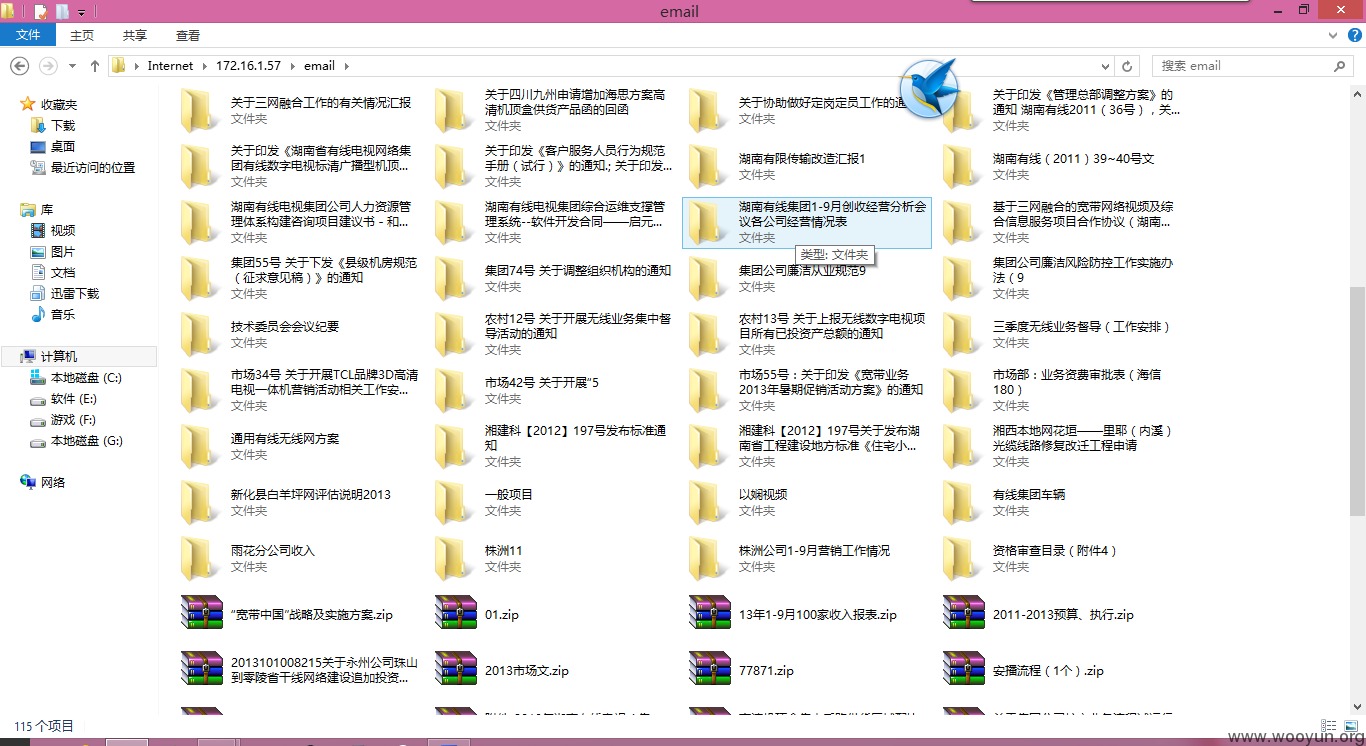 email
文件
主页
共享
查看
Internet
172.16.1.57
email
搜索 email
收藏夹
下载
桌面
最近访问的位置
库
视频
图片
文档
迅雷下载
音乐
计算机
本地磁盘 (C:)
软件 (E:)
游戏 (F:)
本地磁盘 (G:)
网络
关于三网融合工作的有关情况汇报
文件夹
关于四川九州申请增加海思方案高
清机顶盒供货产品函的回函
文件夹
关于协助做好定岗定员工作的通
文件夹
关于印发《管理总部调整方案》的
通知 湖南有线2011（36号），关...
文件夹
关于印发《湖南省有线电视网络集
团有线数字电视标清广播型机顶...
文件夹
关于印发《客户服务人员行为规范
手册（试行）》的通知.; 关于印发...
文件夹
湖南有限传输改造汇报1
文件夹
湖南有线（2011）39~40号文
文件夹
湖南有线电视集团公司人力资源管
理体系构建咨询项目建议书 - 和...
文件夹
湖南有线电视集团综合运维支撑管
理系统--软件开发合同——启元...
文件夹
湖南有线集团1-9月创收经营分析会
议各公司经营情况表
文件夹
类型: 文件夹
基于三网融合的宽带网络视频及综
合信息服务项目合作协议（湖南...
文件夹
集团55号 关于下发《县级机房规范
（征求意见稿）》的通知
文件夹
集团74号 关于调整组织机构的通知
文件夹
集团公司廉洁从业规范9
文件夹
集团公司廉洁风险防控工作实施办
法（9
文件夹
技术委员会会议纪要
文件夹
农村12号 关于开展无线业务集中督
导活动的通知
文件夹
农村13号 关于上报无线数字电视项
目所有已投资产总额的通知
文件夹
三季度无线业务督导（工作安排）
文件夹
市场34号 关于开展TCL品牌3D高清
电视一体机营销活动相关工作安...
文件夹
市场42号 关于开展“5
文件夹
市场55号：关于印发《宽带业务
2013年暑期促销活动方案》的通知
文件夹
市场部：业务资费审批表（海信
180）
文件夹
通用有线无线网方案
文件夹
湘建科【2012】197号发布标准通
知
文件夹
湘建科【2012】197号关于发布湖
南省工程建设地方标准《住宅小...
文件夹
湘西本地网花垣——里耶（内溪）
光缆线路修复改迁工程申请
文件夹
新化县白羊坪网评估说明2013
文件夹
一般项目
文件夹
以娴视频
文件夹
有线集团车辆
文件夹
雨花分公司收入
文件夹
株洲11
文件夹
株洲公司1-9月营销工作情况
文件夹
资格审查目录（附件4）
文件夹
“宽带中国”战略及实施方案.zip
01.zip
13年1-9月100家收入报表.zip
2011-2013预算、执行.zip
2013101008215关于永州公司珠山
到零陵省干线网络建设追加投资...
2013市场文.zip
77871.zip
安播流程（1个）.zip
115 个项目
www.wooyun.org